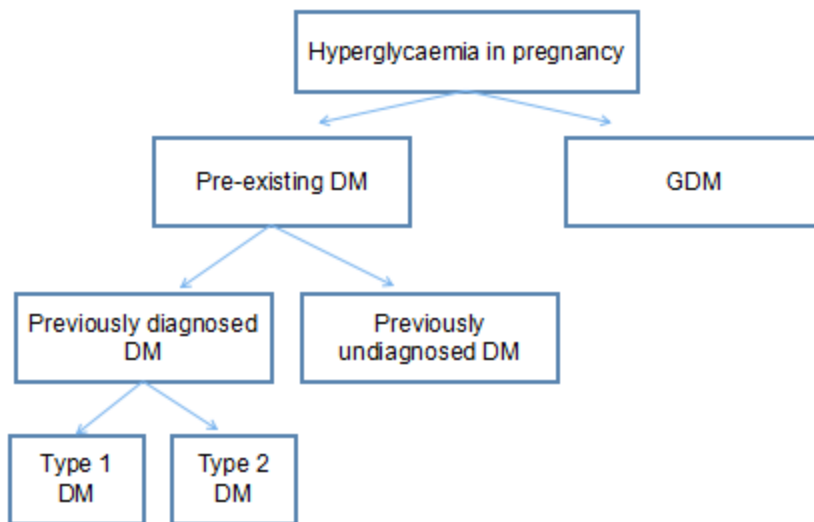 Hyperglycaemia in pregnancy
Pre-existing DM
GDM
Previously diagnosed
DM
Previously
undiagnosed DM
Type 1
DM
Type 2
DM